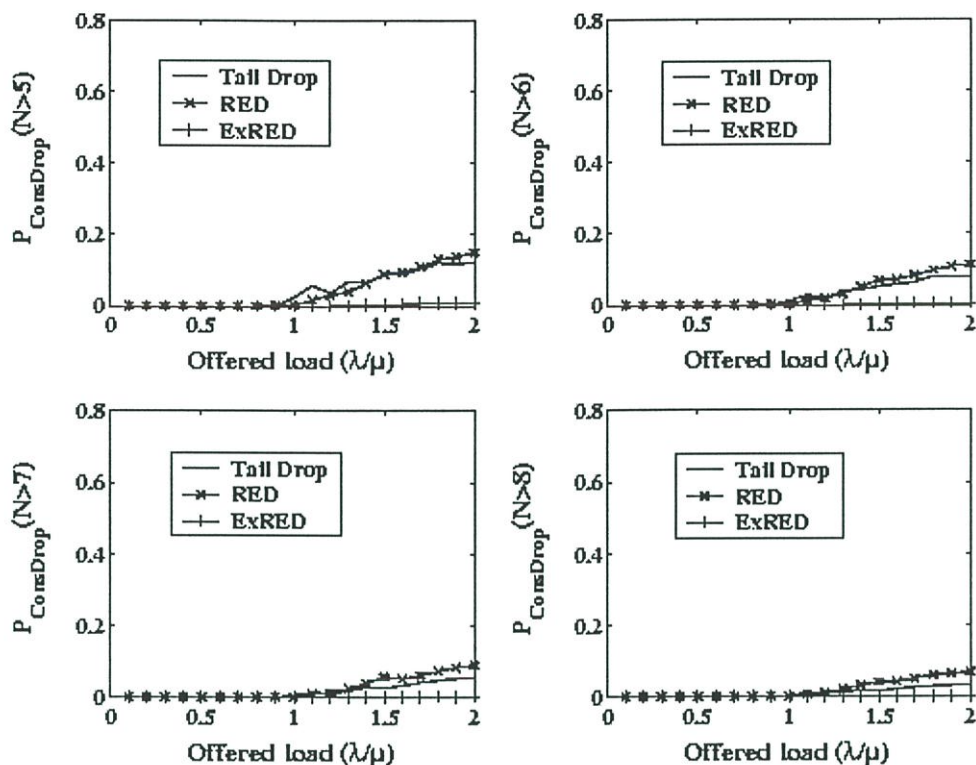 0.8
0.6
0.4
0.2
0
P_ConsDrop(N>5)
Tail Drop
RED
ExRED
0 0.5 1 1.5 2
Offered load (λ/μ)
0.8
0.6
0.4
0.2
0
P_ConsDrop(N>6)
Tail Drop
RED
ExRED
0 0.5 1 1.5 2
Offered load (λ/μ)
0.8
0.6
0.4
0.2
0
P_ConsDrop(N>7)
Tail Drop
RED
ExRED
0 0.5 1 1.5 2
Offered load (λ/μ)
0.8
0.6
0.4
0.2
0
P_ConsDrop(N>8)
Tail Drop
RED
ExRED
0 0.5 1 1.5 2
Offered load (λ/μ)